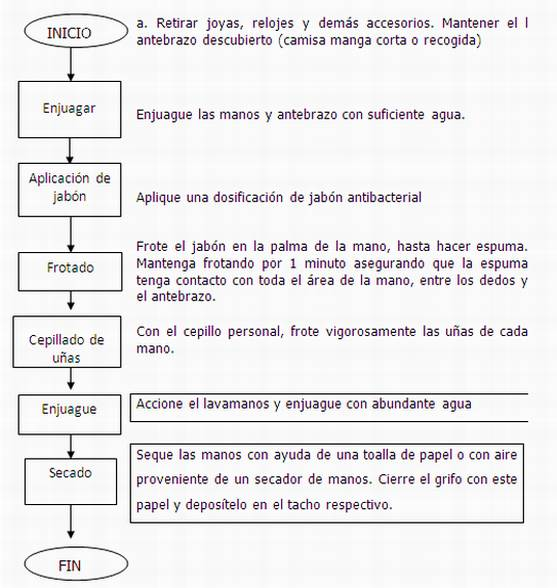 INICIO
a. Retirar joyas, relojes y demás accesorios. Mantener el l
antebrazo descubierto (camisa manga corta o recogida)
Enjuagar
Enjuague las manos y antebrazo con suficiente agua.
Aplicación de
jabón
Aplique una dosificación de jabón antibacterial
Frotado
Frote el jabón en la palma de la mano, hasta hacer espuma.
Mantenga frotando por 1 minuto asegurando que la espuma
tenga contacto con toda el área de la mano, entre los dedos y
el antebrazo.
Cepillado de
uñas
Con el cepillo personal, frote vigorosamente las uñas de cada
mano.
Enjuague
Accione el lavamanos y enjuague con abundante agua
Secado
Seque las manos con ayuda de una toalla de papel o con aire
proveniente de un secador de manos. Cierre el grifo con este
papel y deposítelo en el tacho respectivo.
FIN